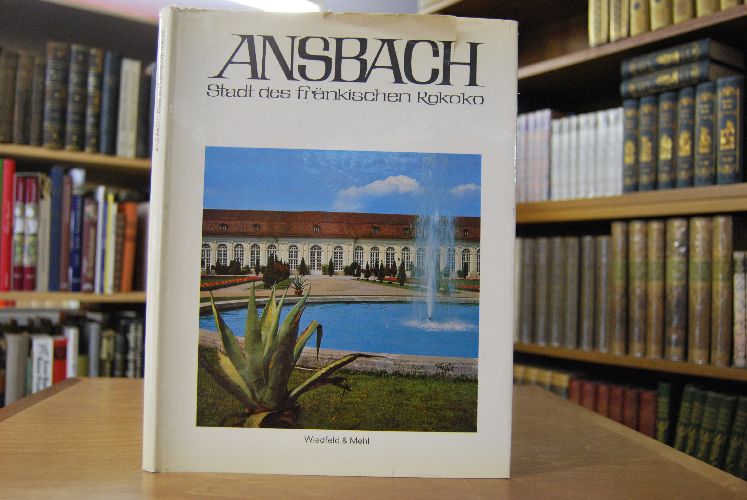 ANSBACH
Stadt des fränkischen Rokoko
Wiedfeld & Mehl